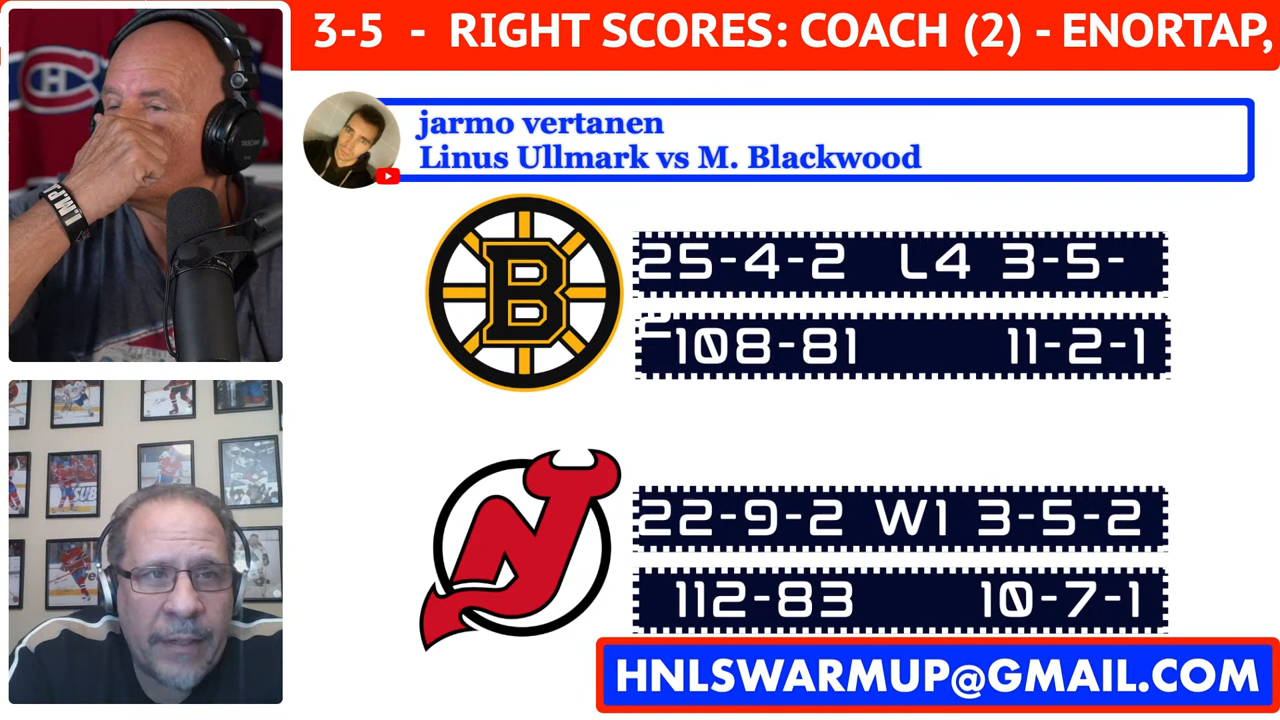 3-5 - RIGHT SCORES: COACH (2) - ENORTAP,
jarmo vertanen
Linus Ullmark vs M. Blackwood
B
25-4-2 L4 3-5-
108-81 11-2-1
22-9-2 W1 3-5-2
112-83 10-7-1
HNLSWARMUP@GMAIL.COM